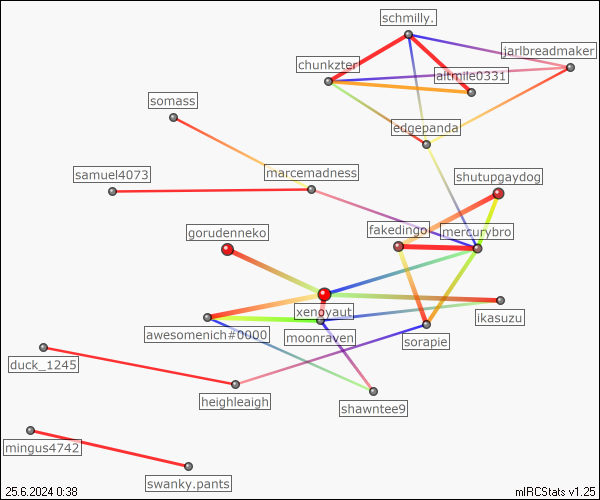 schmilly.
jarlbreadmaker
chunkzter
altmile0331
somass
edgepanda
marcemadness
samuel4073
shutupgaydog
gorudenneko
fakedingo
mercurybro
xenoyaut
ikasuzu
awesomenich#0000
moonraven
sorapie
duck_1245
heighleaigh
shawntee9
mingus4742
swanky.pants
25.6.2024 0:38
mIRCStats v1.25